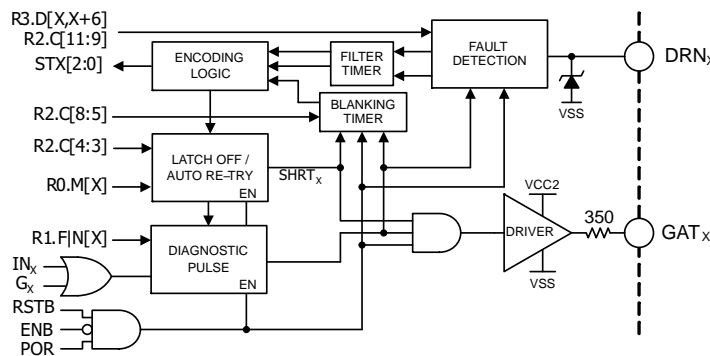 R3.D[X,X+6]
R2.C[11:9]
STX[2:0]
ENCODING
LOGIC
FILTER
TIMER
FAULT
DETECTION
DRN
VSS
R2.C[8:5]
BLANKING
TIMER
R2.C[4:3]
R0.M[X]
LATCH OFF /
AUTO RE-TRY
EN
SHRTX
VCC2
350
DRIVER
GATX
VSS
R1.F|N[X]
DIAGNOSTIC
PULSE
EN
INX
GX
RSTB
ENB
POR